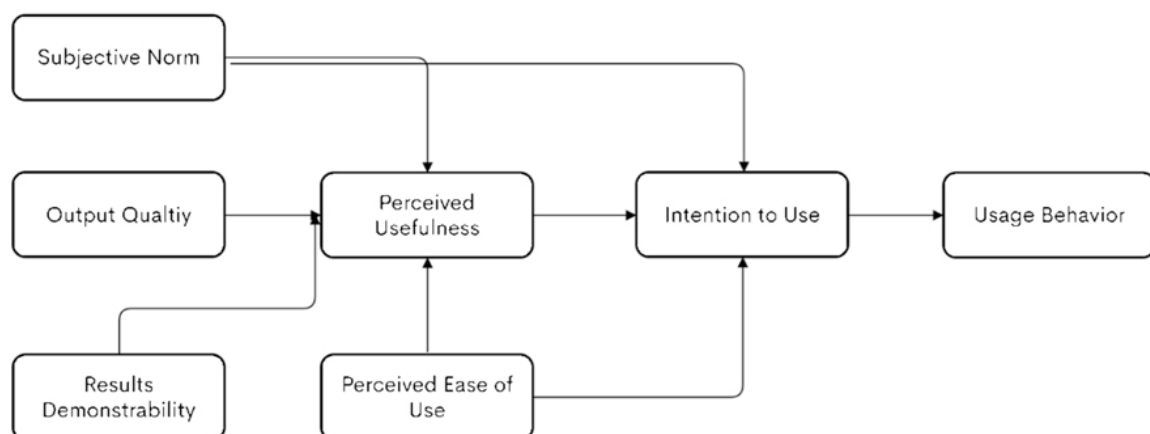 Subjective Norm
Output Qualtiy
Perceived
Usefulness
Intention to Use
Usage Behavior
Results
Demonstrability
Perceived Ease of
Use